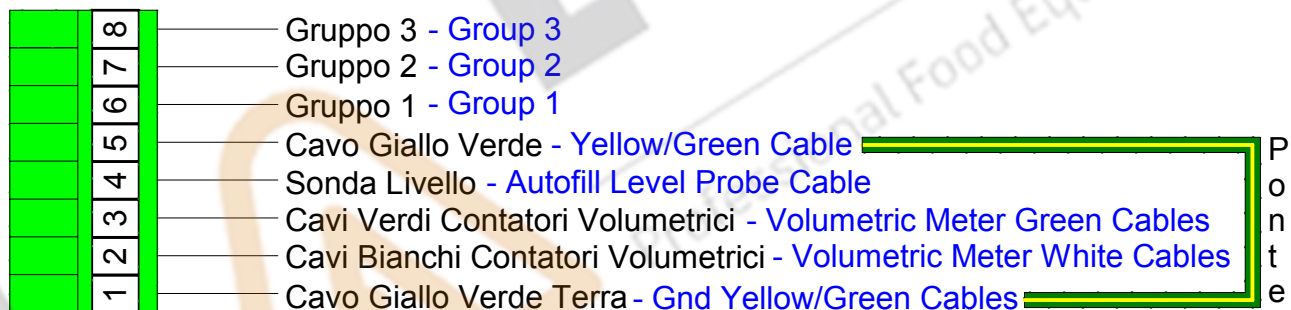 8 Gruppo 3 - Group 3
7 Gruppo 2 - Group 2
6 Gruppo 1 - Group 1
5 Cavo Giallo Verde - Yellow/Green Cable
4 Sonda Livello - Autofill Level Probe Cable
3 Cavi Verdi Contatori Volumetrici - Volumetric Meter Green Cables
2 Cavi Bianchi Contatori Volumetrici - Volumetric Meter White Cables
1 Cavo Giallo Verde Terra - Gnd Yellow/Green Cables
Ponte
Professional Food